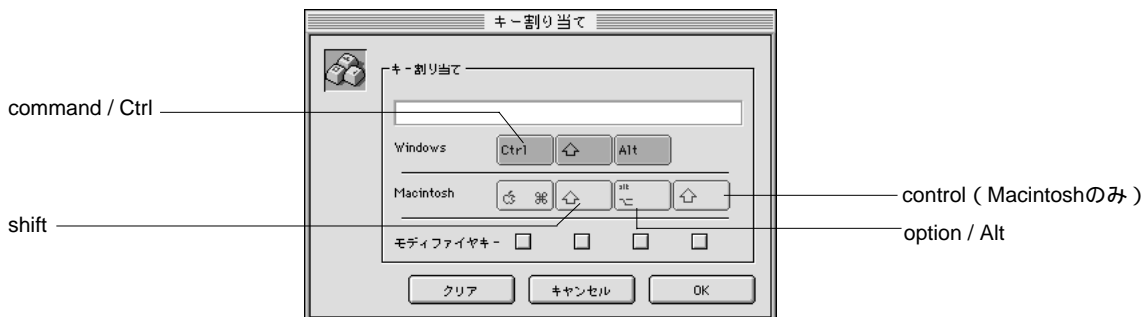 キー割り当て
キー割り当て
command / Ctrl
Windows
Ctrl
Alt
Macintosh
⌘
alt
control ( Macintoshのみ )
shift
option / Alt
モディファイヤキー
クリア
キャンセル
OK